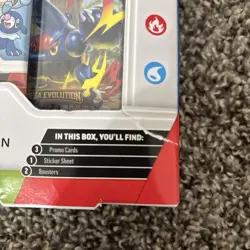 EVOLUTION
N
IN THIS BOX, YOU'LL FIND:
3 Promo Cards
1 Sticker Sheet
2 Boosters